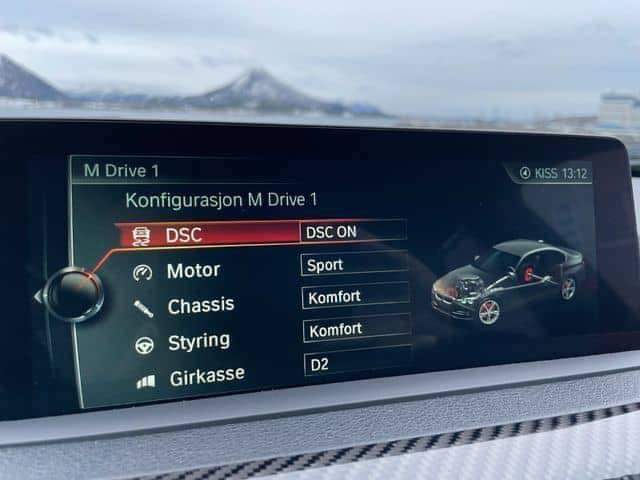 M Drive 1
KISS 13:12
Konfigurasjon M Drive 1
DSC DSC ON
Motor Sport
Chassis Komfort
Styring Komfort
Girkasse D2